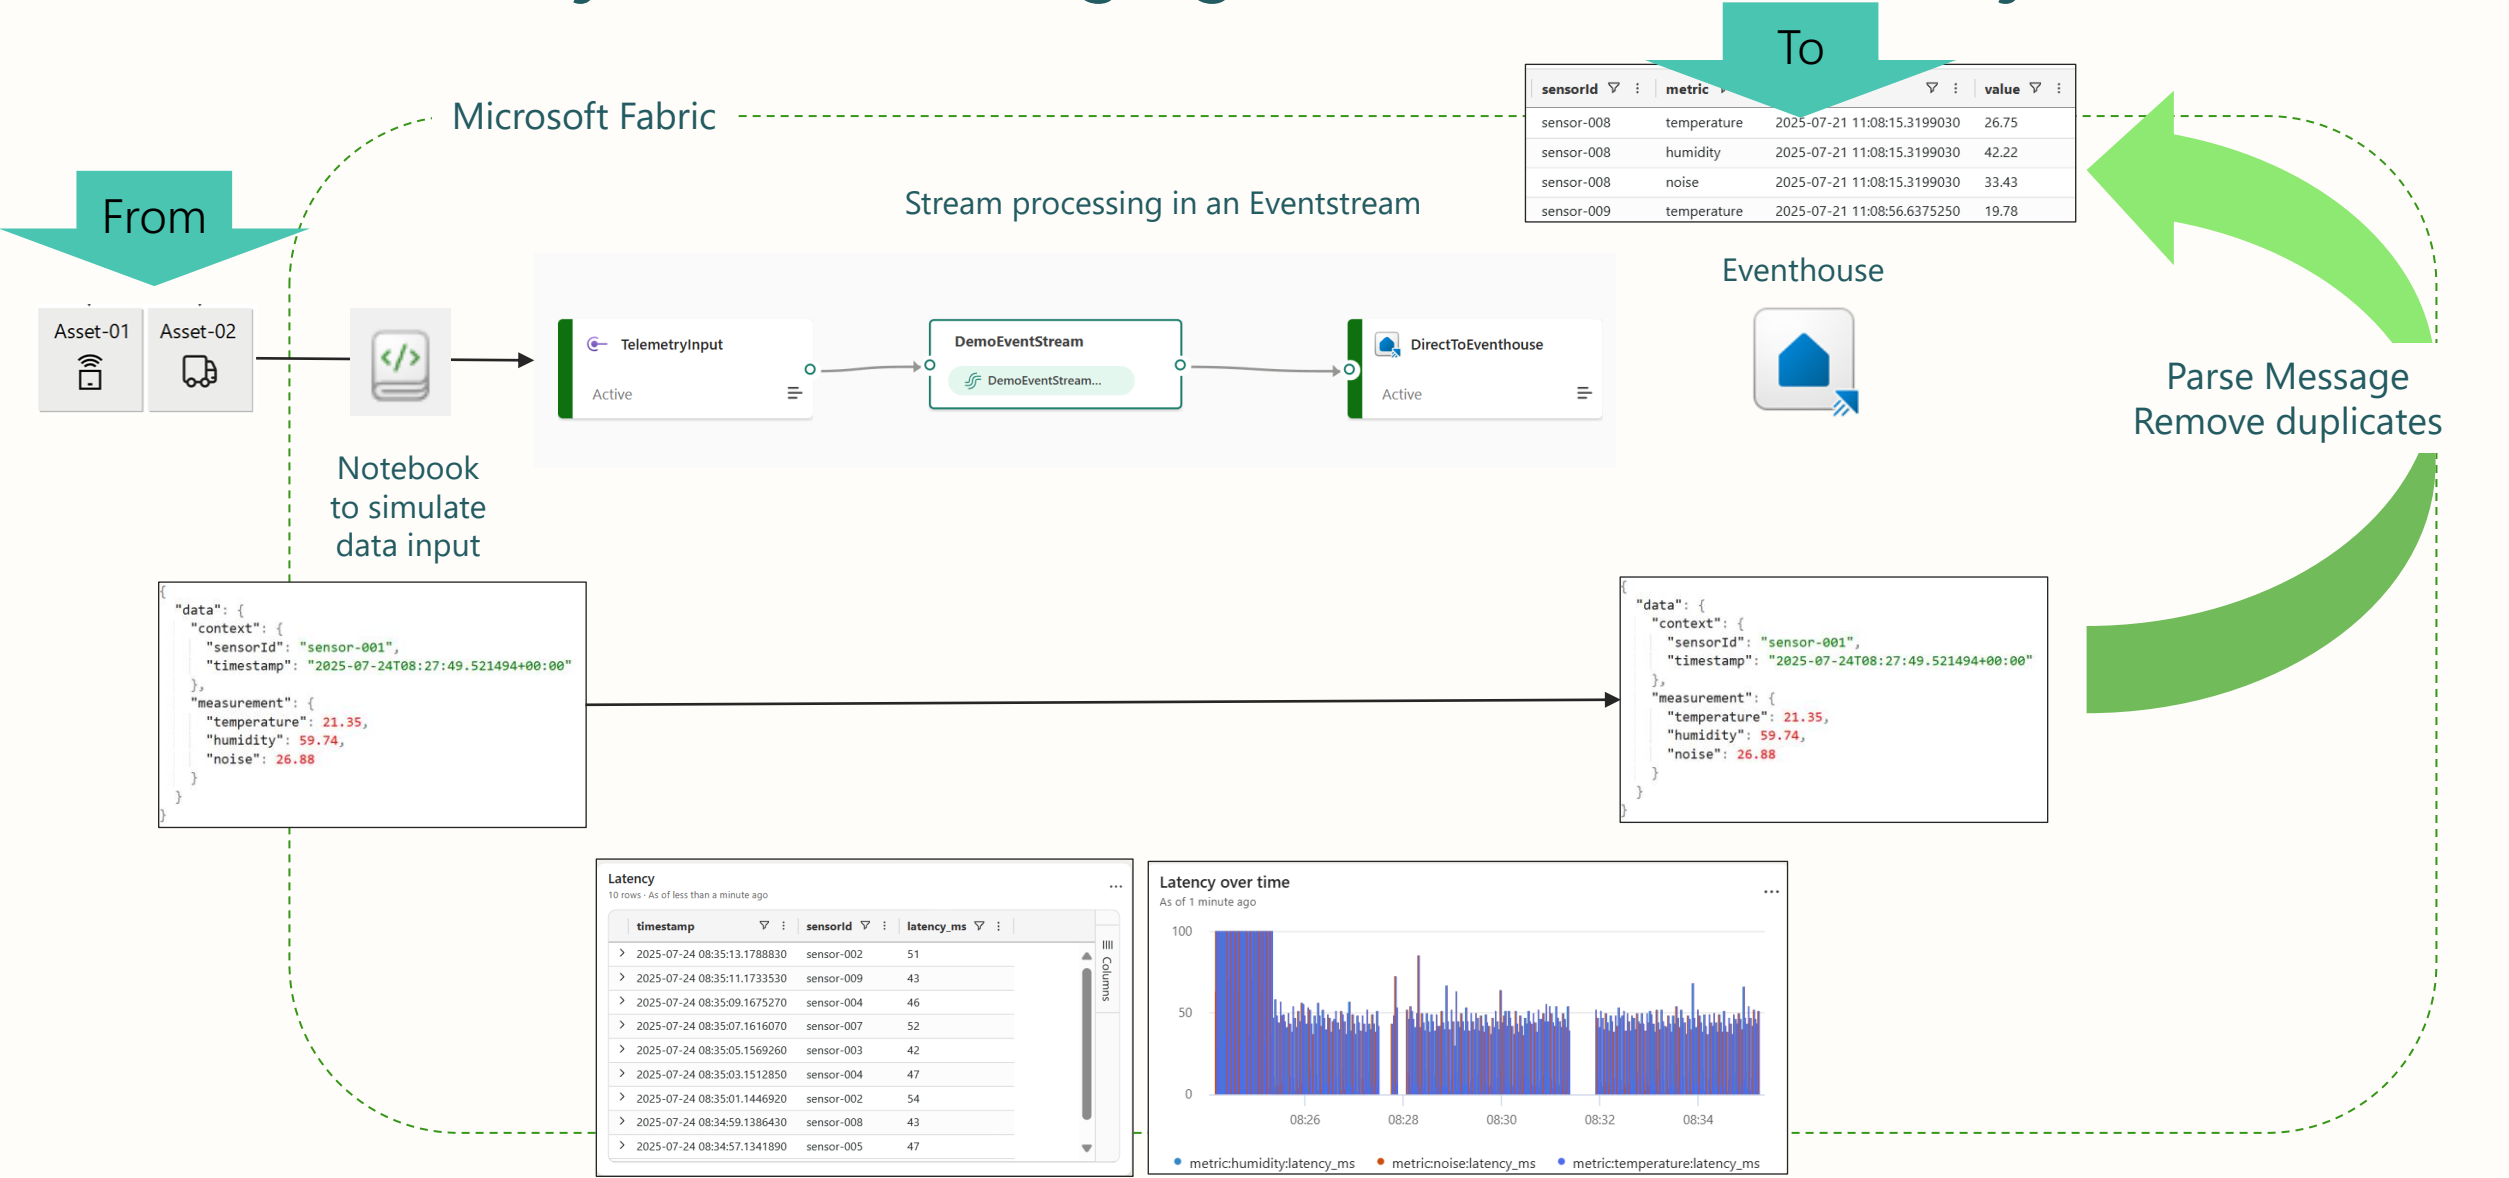 To
sensorId metric value
sensor-008 temperature 2025-07-21 11:08:15.3199030 26.75
sensor-008 humidity 2025-07-21 11:08:15.3199030 42.22
sensor-008 noise 2025-07-21 11:08:15.3199030 33.43
sensor-009 temperature 2025-07-21 11:08:56.6375250 19.78
Microsoft Fabric
From
Stream processing in an Eventstream
Eventhouse
Asset-01
Asset-02
</>
TelemetryInput
Active
DemoEventStream
DemoEventStream...
DirectToEventhouse
Active
Parse Message
Remove duplicates
Notebook
to simulate
data input
{
"data": {
"context": {
"sensorId": "sensor-001",
"timestamp": "2025-07-24T08:27:49.521494+00:00"
},
"measurement": {
"temperature": 21.35,
"humidity": 59.74,
"noise": 26.88
}
}
}
{
"data": {
"context": {
"sensorId": "sensor-001",
"timestamp": "2025-07-24T08:27:49.521494+00:00"
},
"measurement": {
"temperature": 21.35,
"humidity": 59.74,
"noise": 26.88
}
}
}
Latency
10 rows · As of less than a minute ago
timestamp sensorId latency_ms
2025-07-24 08:35:13.1788830 sensor-002 51
2025-07-24 08:35:11.1733530 sensor-009 43
2025-07-24 08:35:09.1675270 sensor-004 46
2025-07-24 08:35:07.1616070 sensor-007 52
2025-07-24 08:35:05.1569260 sensor-003 42
2025-07-24 08:35:03.1512850 sensor-004 47
2025-07-24 08:35:01.1446920 sensor-002 54
2025-07-24 08:34:59.1386430 sensor-008 43
2025-07-24 08:34:57.1341890 sensor-005 47
Columns
Latency over time
As of 1 minute ago
100
50
0
08:26 08:28 08:30 08:32 08:34
metric:humidity:latency_ms metric:noise:latency_ms metric:temperature:latency_ms